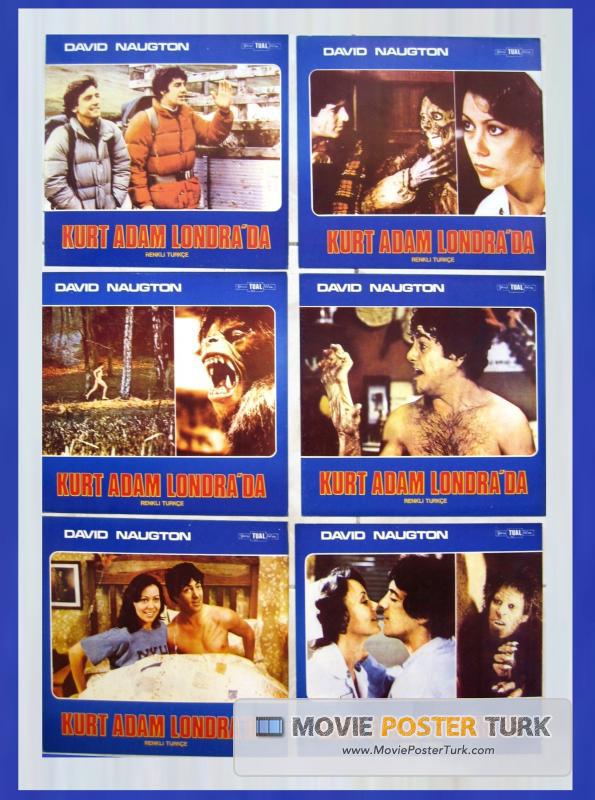 DAVID NAUGTON
TUAL
KURT ADAM LONDRA'DA
RENKLI TURKÇE
DAVID NAUGTON
TUAL
KURT ADAM LONDRA'DA
RENKLI TURKÇE
DAVID NAUGTON
TUAL
KURT ADAM LONDRA'DA
RENKLI TURKÇE
DAVID NAUGTON
TUAL
KURT ADAM LONDRA'DA
RENKLI TURKÇE
DAVID NAUGTON
TUAL
NYU
KURT ADAM LONDRA
RENKLI TURKÇE
DAVID NAUGTON
TUAL
MOVIE POSTER TURK
www.MoviePosterTurk.com